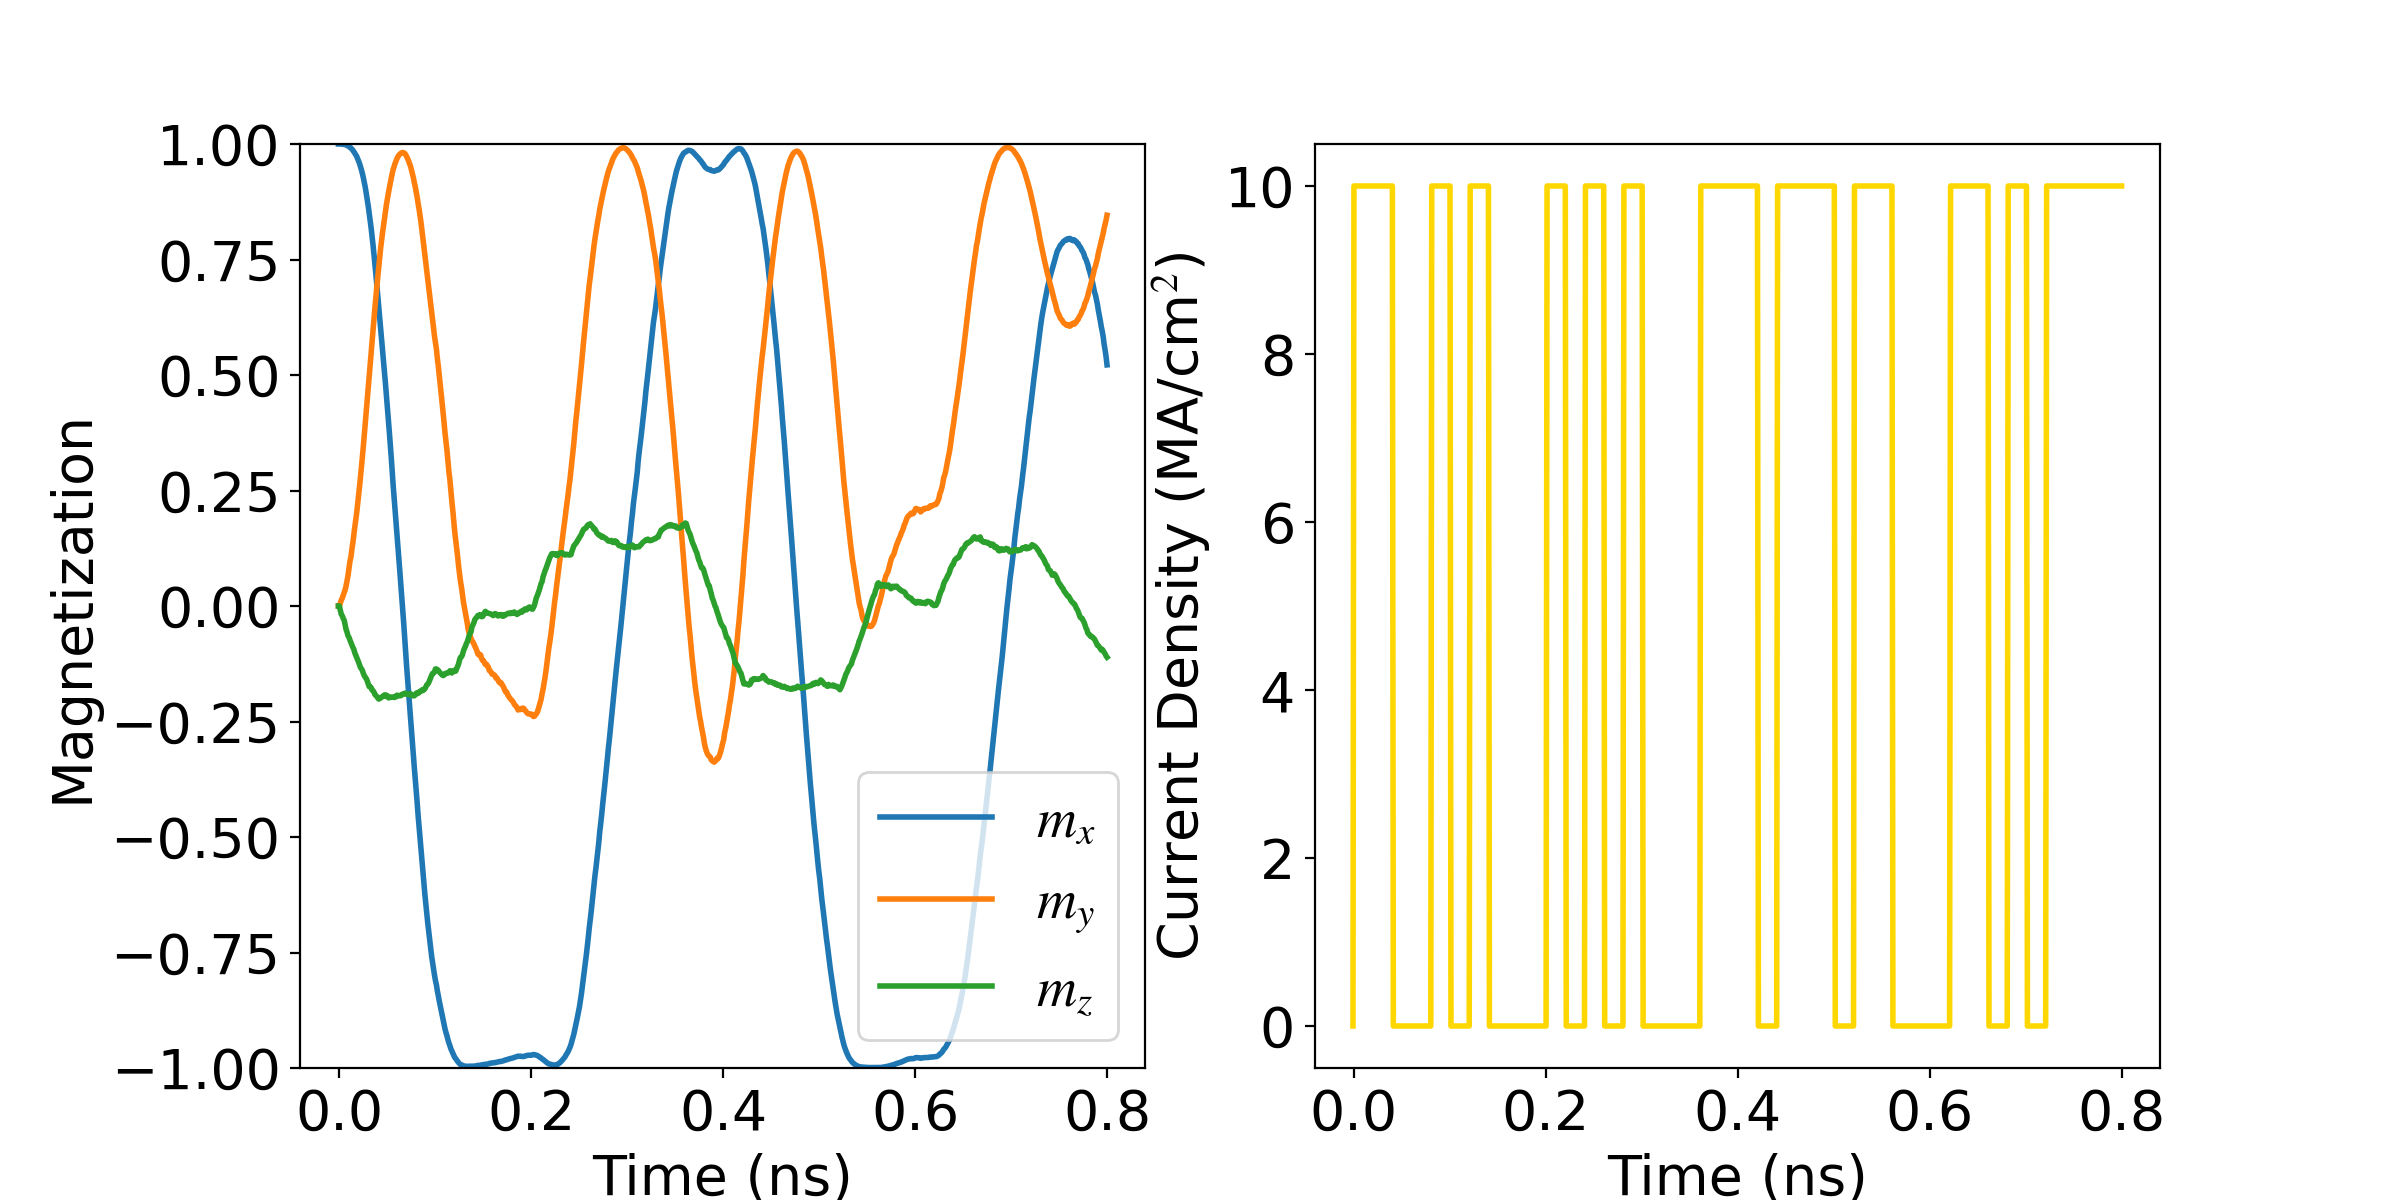 Magnetization
1.00
0.75
0.50
0.25
0.00
−0.25
−0.50
−0.75
−1.00
0.0 0.2 0.4 0.6 0.8
Time (ns)
m_x
m_y
m_z
Current Density (MA/cm²)
10
8
6
4
2
0
0.0 0.2 0.4 0.6 0.8
Time (ns)